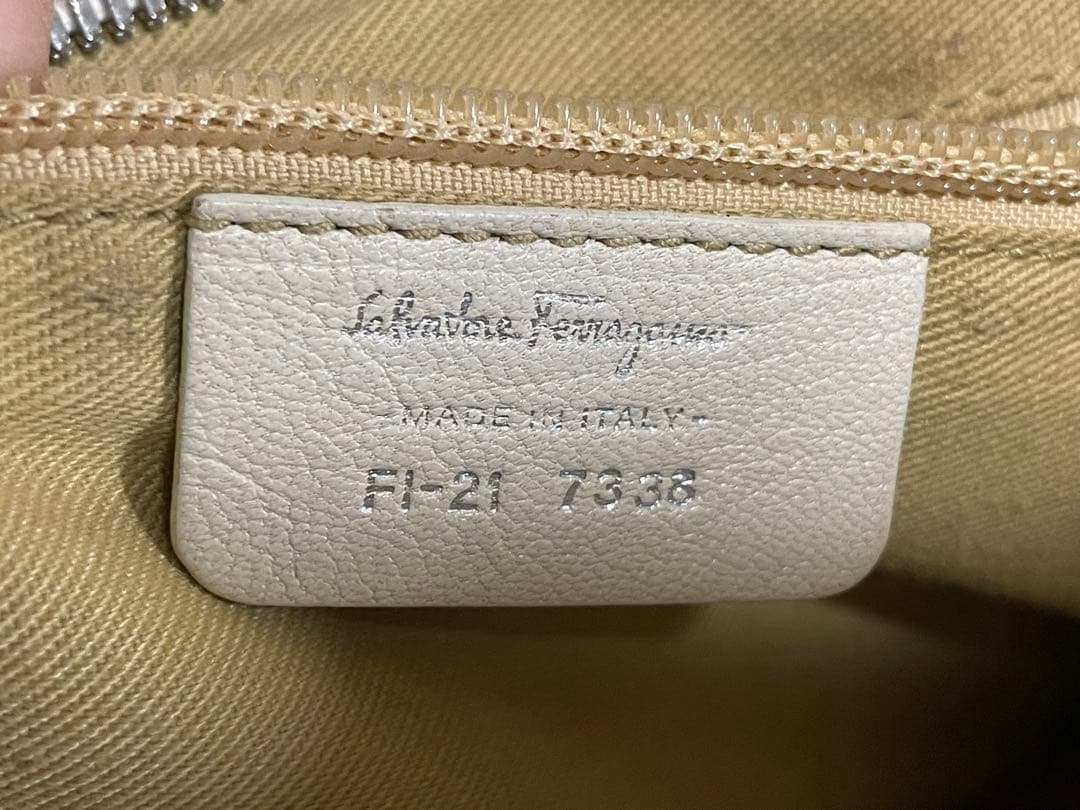 Salvatore Ferragamo
-MADE IN ITALY-
FI-21 7338